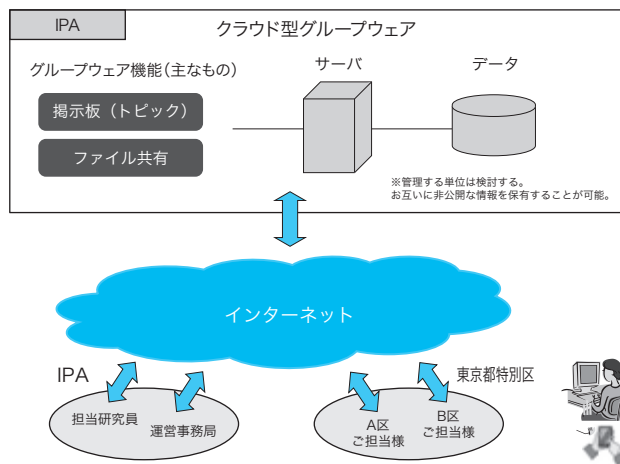 IPA
クラウド型グループウェア
グループウェア機能(主なもの)
サーバ
データ
掲示板（トピック）
ファイル共有
※管理する単位は検討する。
お互いに非公開な情報を保有することが可能。
インターネット
IPA
東京都特別区
担当研究員
運営事務局
A区
ご担当様
B区
ご担当様